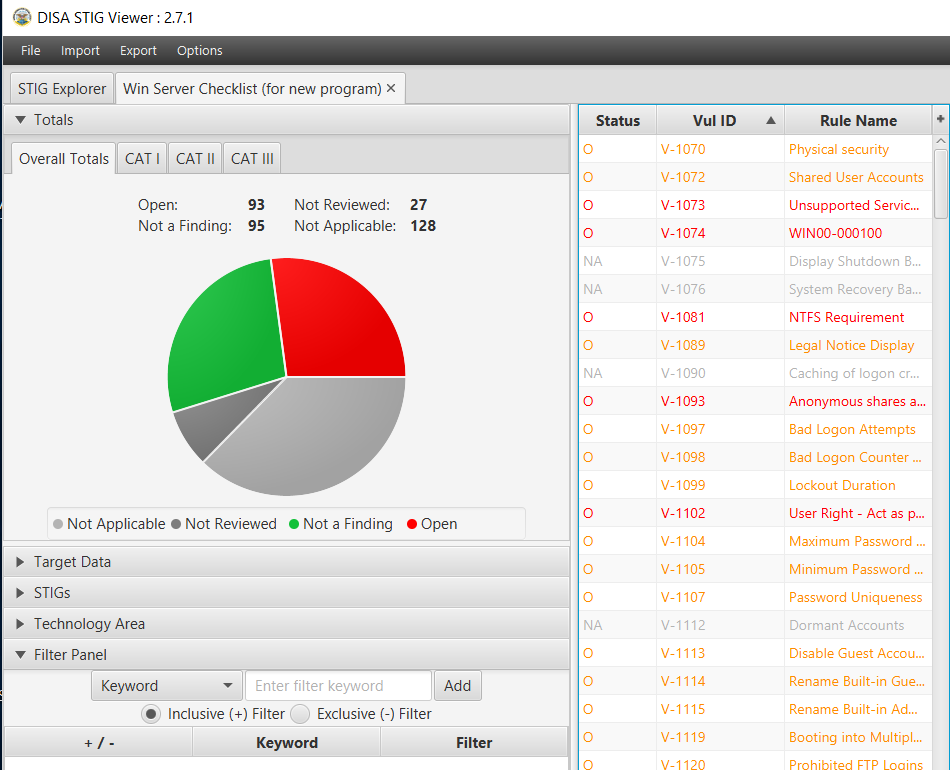 DISA STIG Viewer : 2.7.1
File Import Export Options
STIG Explorer Win Server Checklist (for new program) ✕
Totals
Overall Totals CAT I CAT II CAT III
Open: 93 Not Reviewed: 27
Not a Finding: 95 Not Applicable: 128
Not Applicable Not Reviewed Not a Finding Open
Target Data
STIGs
Technology Area
Filter Panel
Keyword Enter filter keyword Add
Inclusive (+) Filter Exclusive (-) Filter
+ / - Keyword Filter
Status Vul ID Rule Name +
O V-1070 Physical security
O V-1072 Shared User Accounts
O V-1073 Unsupported Servic...
O V-1074 WIN00-000100
NA V-1075 Display Shutdown B...
NA V-1076 System Recovery Ba...
O V-1081 NTFS Requirement
O V-1089 Legal Notice Display
NA V-1090 Caching of logon cr...
O V-1093 Anonymous shares a...
O V-1097 Bad Logon Attempts
O V-1098 Bad Logon Counter ...
O V-1099 Lockout Duration
O V-1102 User Right - Act as p...
O V-1104 Maximum Password ...
O V-1105 Minimum Password ...
O V-1107 Password Uniqueness
NA V-1112 Dormant Accounts
O V-1113 Disable Guest Accou...
O V-1114 Rename Built-in Gue...
O V-1115 Rename Built-in Ad...
O V-1119 Booting into Multipl...
O V-1120 Prohibited FTP Logins